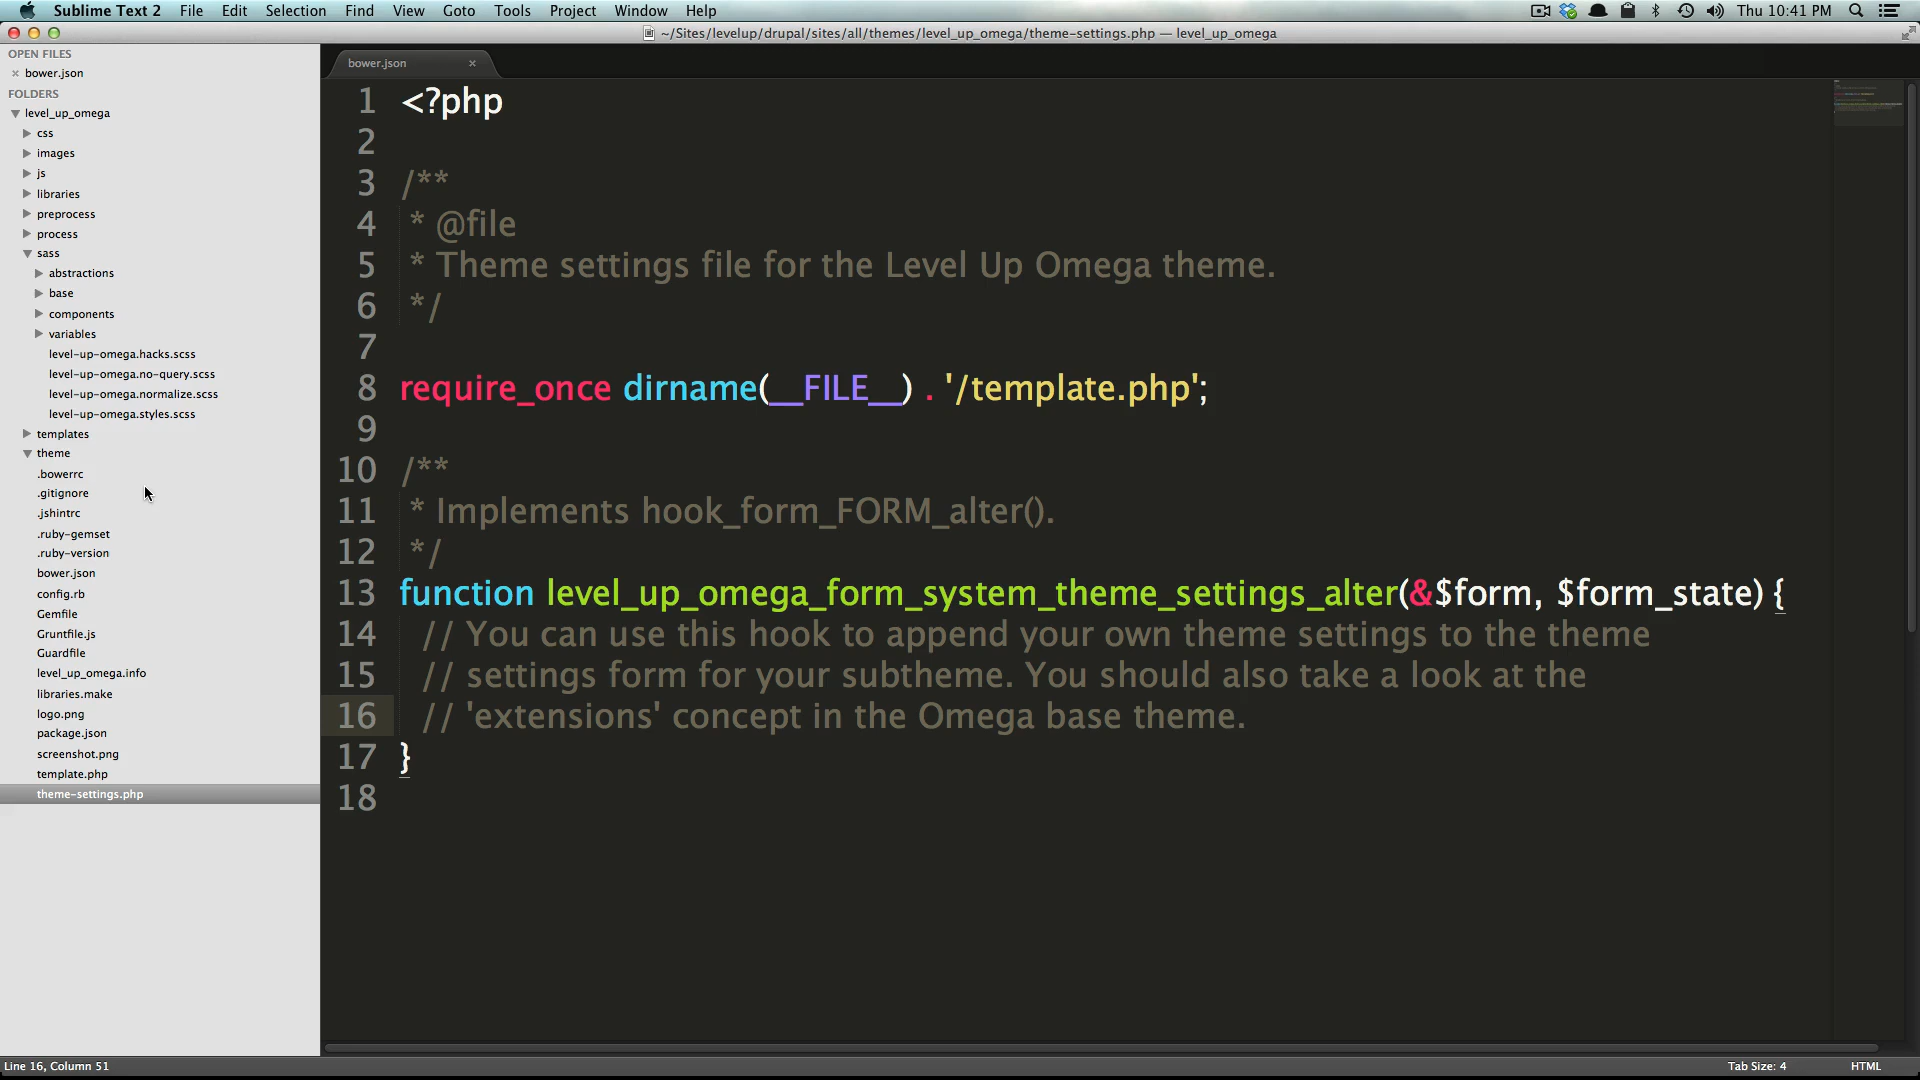 Sublime Text 2 File Edit Selection Find View Goto Tools Project Window Help Thu 10:41 PM
~/Sites/levelup/drupal/sites/all/themes/level_up_omega/theme-settings.php — level_up_omega
OPEN FILES
bower.json
FOLDERS
level_up_omega
css
images
js
libraries
preprocess
process
sass
abstractions
base
components
variables
level-up-omega.hacks.scss
level-up-omega.no-query.scss
level-up-omega.normalize.scss
level-up-omega.styles.scss
templates
theme
.bowerrc
.gitignore
.jshintrc
.ruby-gemset
.ruby-version
bower.json
config.rb
Gemfile
Gruntfile.js
Guardfile
level_up_omega.info
libraries.make
logo.png
package.json
screenshot.png
template.php
theme-settings.php
bower.json
1 <?php
2
3 /**
4 * @file
5 * Theme settings file for the Level Up Omega theme.
6 */
7
8 require_once dirname(__FILE__) . '/template.php';
9
10 /**
11 * Implements hook_form_FORM_alter().
12 */
13 function level_up_omega_form_system_theme_settings_alter(&$form, $form_state) {
14 // You can use this hook to append your own theme settings to the theme
15 // settings form for your subtheme. You should also take a look at the
16 // 'extensions' concept in the Omega base theme.
17 }
18
Line 16, Column 51 Tab Size: 4 HTML